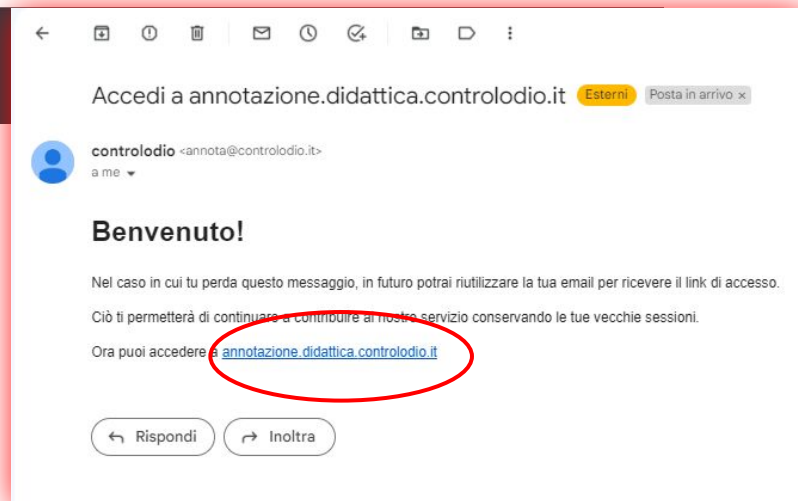 Accedi a annotazione.didattica.controlodio.it Esterni Posta in arrivo ×
controlodio <annota@controlodio.it>
a me
Benvenuto!
Nel caso in cui tu perda questo messaggio, in futuro potrai riutilizzare la tua email per ricevere il link di accesso.
Ciò ti permetterà di continuare a contribuire al nostro servizio conservando le tue vecchie sessioni.
Ora puoi accedere a annotazione.didattica.controlodio.it
Rispondi Inoltra